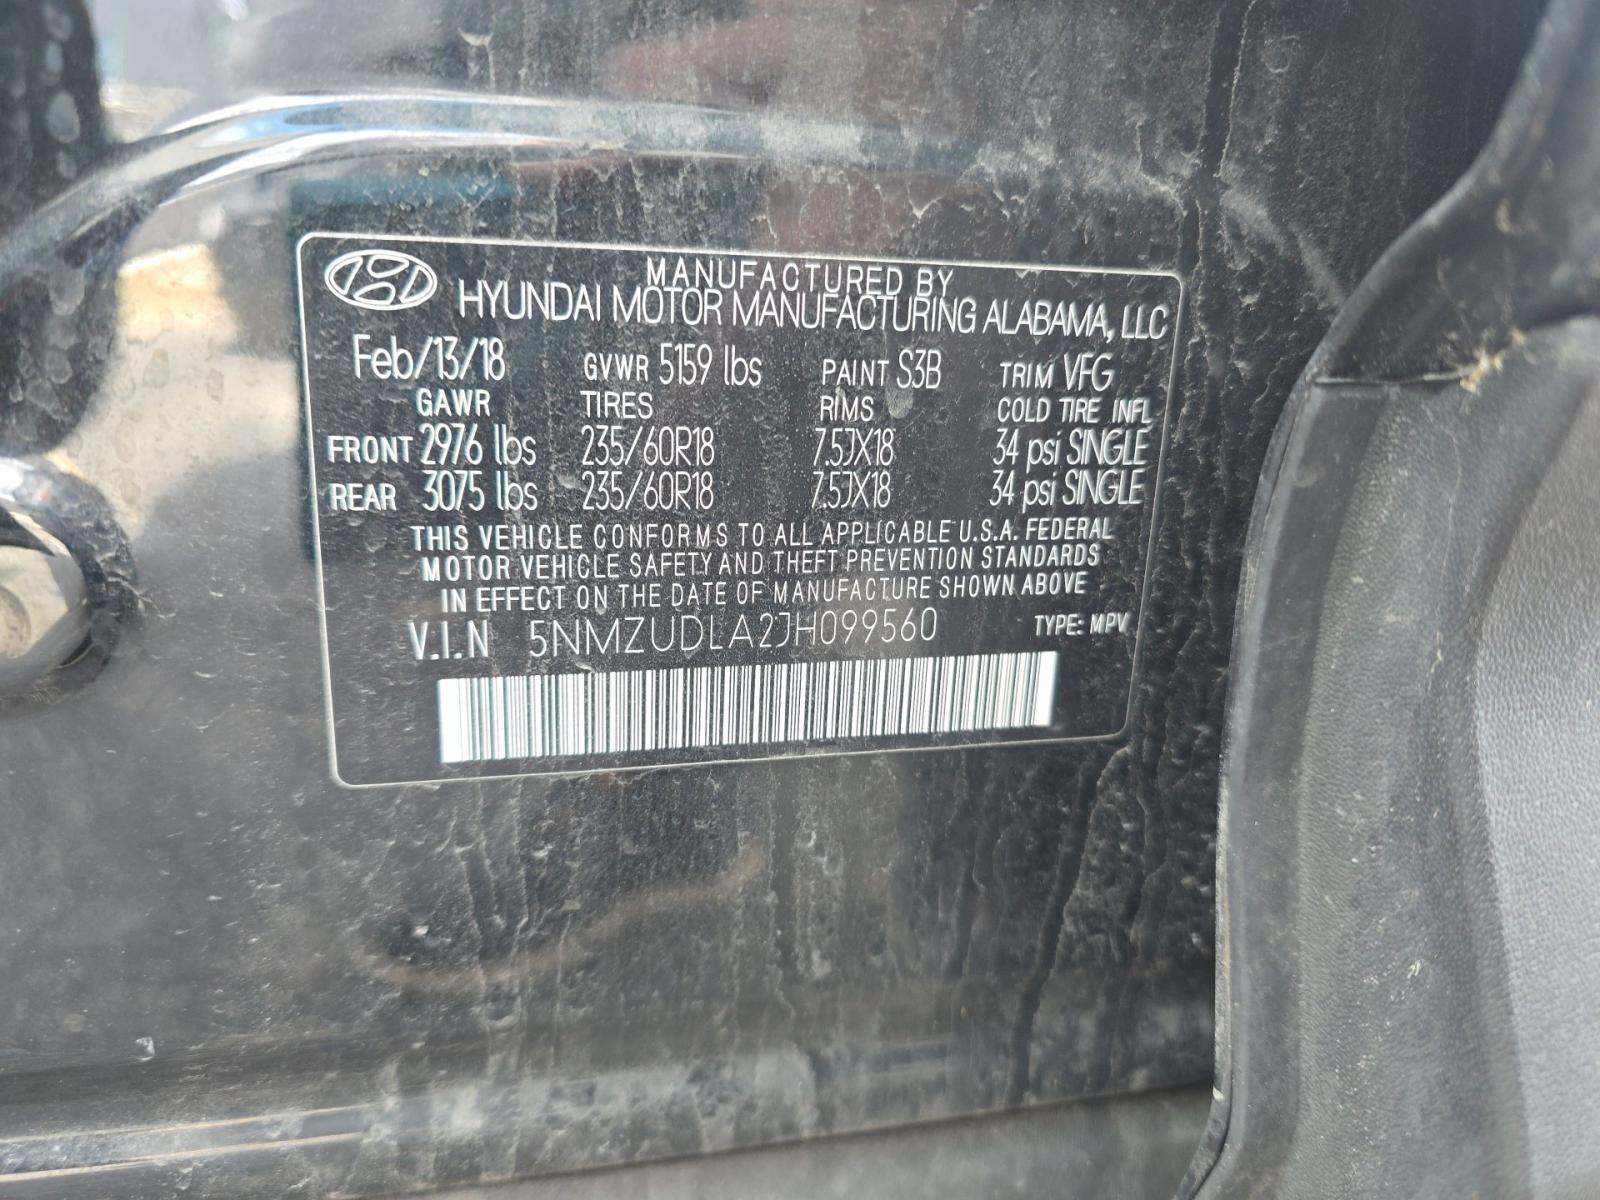 MANUFACTURED BY
HYUNDAI MOTOR MANUFACTURING ALABAMA, LLC
Feb/13/18 GVWR 5159 lbs PAINT S3B TRIM VFG
GAWR TIRES RIMS COLD TIRE INFL
FRONT 2976 lbs 235/60R18 7.5JX18 34 psi SINGLE
REAR 3075 lbs 235/60R18 7.5JX18 34 psi SINGLE
THIS VEHICLE CONFORMS TO ALL APPLICABLE U.S.A. FEDERAL
MOTOR VEHICLE SAFETY AND THEFT PREVENTION STANDARDS
IN EFFECT ON THE DATE OF MANUFACTURE SHOWN ABOVE
V.I.N 5NMZUDLA2JH099560 TYPE: MPV